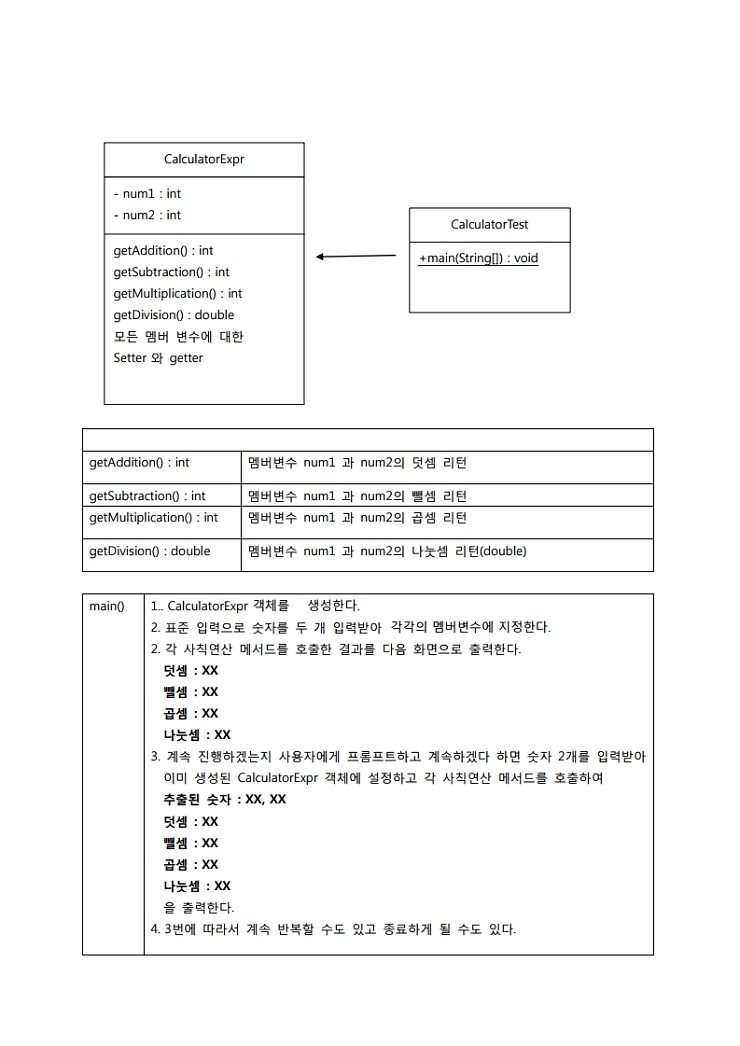 CalculatorExpr
- num1 : int
- num2 : int
getAddition() : int
getSubtraction() : int
getMultiplication() : int
getDivision() : double
모든 멤버 변수에 대한
Setter 와 getter
CalculatorTest
+main(String[]) : void
getAddition() : int 멤버변수 num1 과 num2의 덧셈 리턴
getSubtraction() : int 멤버변수 num1 과 num2의 뺄셈 리턴
getMultiplication() : int 멤버변수 num1 과 num2의 곱셈 리턴
getDivision() : double 멤버변수 num1 과 num2의 나눗셈 리턴(double)
main() 1.. CalculatorExpr 객체를 생성한다.
2. 표준 입력으로 숫자를 두 개 입력받아 각각의 멤버변수에 지정한다.
2. 각 사칙연산 메서드를 호출한 결과를 다음 화면으로 출력한다.
덧셈 : XX
뺄셈 : XX
곱셈 : XX
나눗셈 : XX
3. 계속 진행하겠는지 사용자에게 프롬프트하고 계속하겠다 하면 숫자 2개를 입력받아
이미 생성된 CalculatorExpr 객체에 설정하고 각 사칙연산 메서드를 호출하여
추출된 숫자 : XX, XX
덧셈 : XX
뺄셈 : XX
곱셈 : XX
나눗셈 : XX
을 출력한다.
4. 3번에 따라서 계속 반복할 수도 있고 종료하게 될 수도 있다.